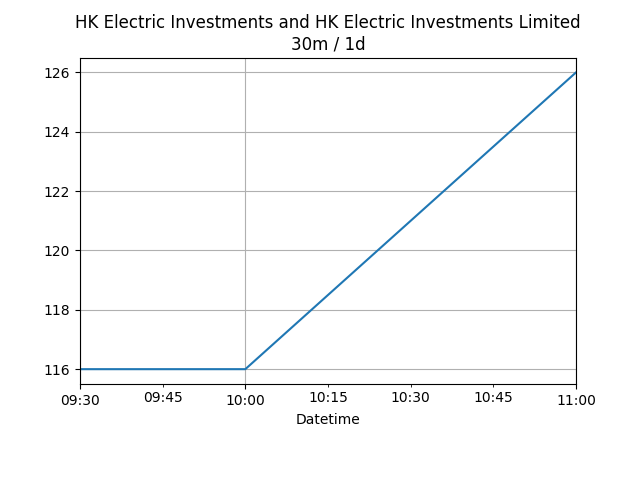 HK Electric Investments and HK Electric Investments Limited
30m / 1d
126
124
122
120
118
116
09:30 09:45 10:00 10:15 10:30 10:45 11:00
Datetime